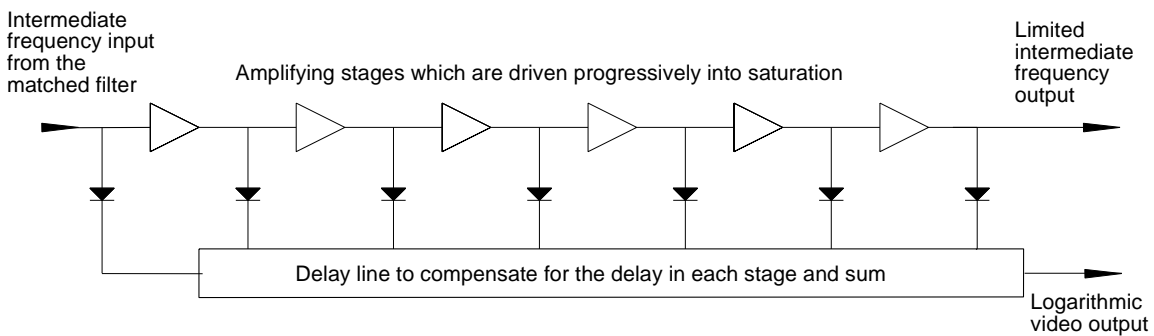 Intermediate
frequency input
from the
matched filter
Amplifying stages which are driven progressively into saturation
Limited
intermediate
frequency
output
Delay line to compensate for the delay in each stage and sum
Logarithmic
video output